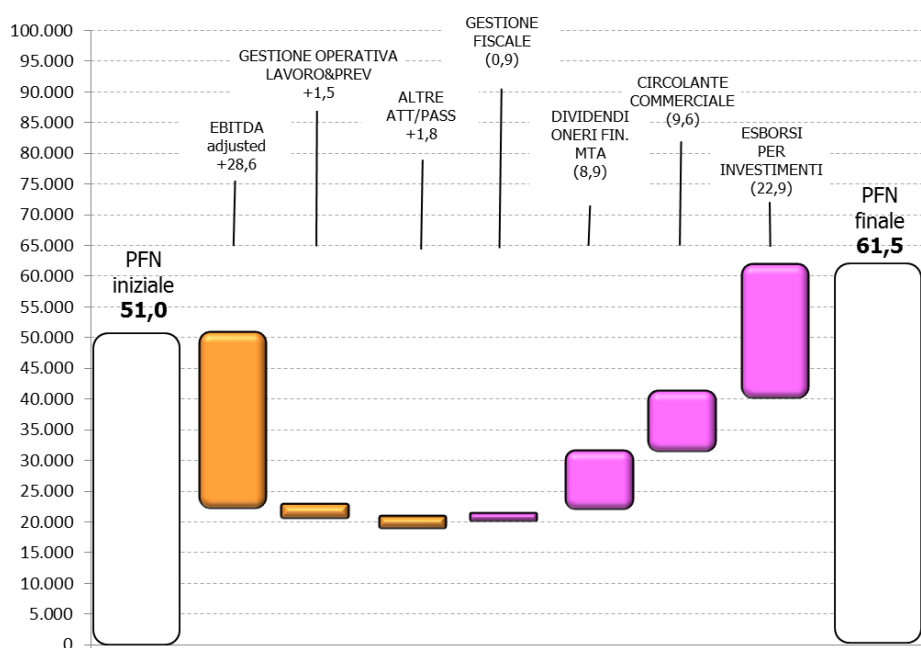 100.000
95.000
90.000
85.000
80.000
75.000
70.000
65.000
60.000
55.000
50.000
45.000
40.000
35.000
30.000
25.000
20.000
15.000
10.000
5.000
0
PFN
iniziale
51,0
EBITDA
adjusted
+28,6
GESTIONE OPERATIVA
LAVORO&PREV
+1,5
ALTRE
ATT/PASS
+1,8
GESTIONE
FISCALE
(0,9)
DIVIDENDI
ONERI FIN.
MTA
(8,9)
CIRCOLANTE
COMMERCIALE
(9,6)
ESBORSI
PER
INVESTIMENTI
(22,9)
PFN
finale
61,5